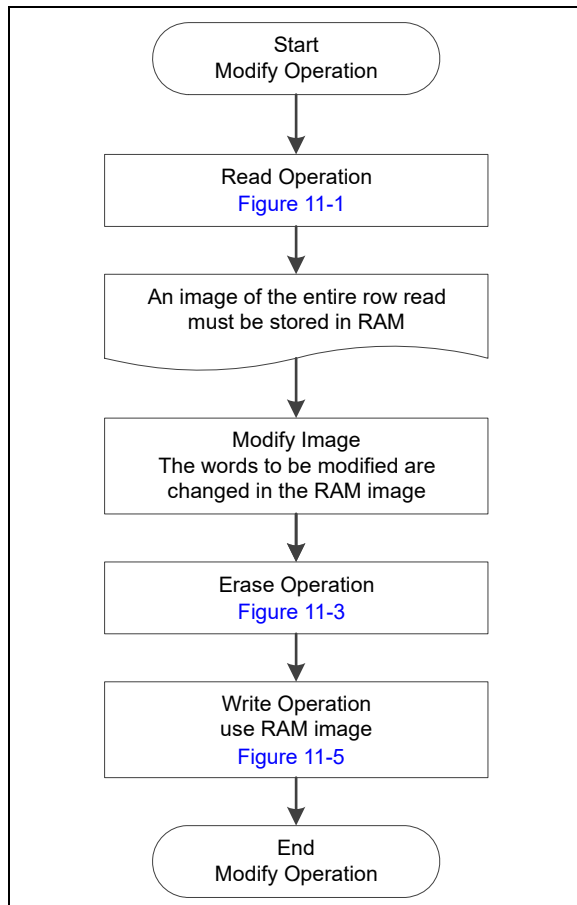 Start
Modify Operation
Read Operation
Figure 11-1
An image of the entire row read
must be stored in RAM
Modify Image
The words to be modified are
changed in the RAM image
Erase Operation
Figure 11-3
Write Operation
use RAM image
Figure 11-5
End
Modify Operation